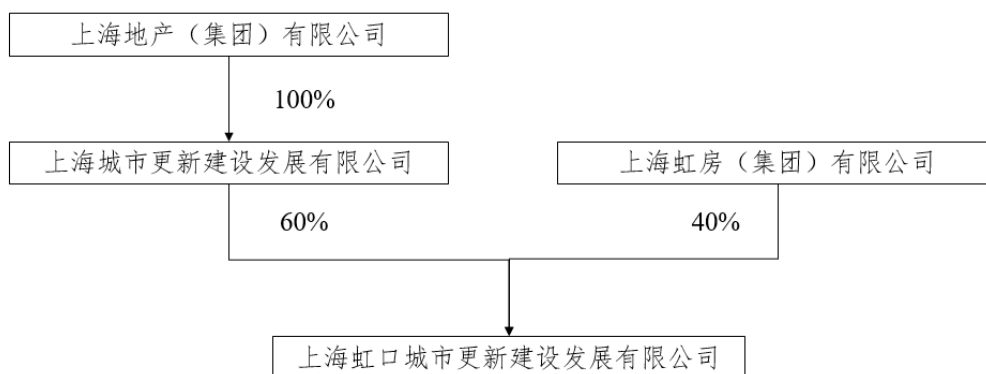 上海地产（集团）有限公司
100%
上海城市更新建设发展有限公司
上海虹房（集团）有限公司
60%
40%
上海虹口城市更新建设发展有限公司